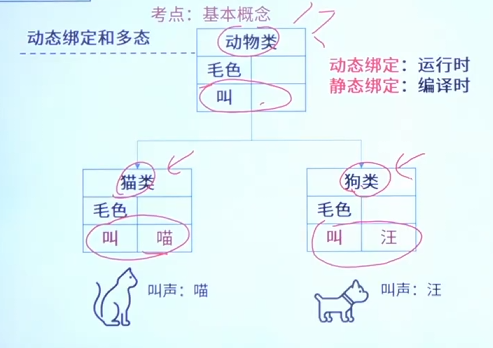 考点：基本概念
动态绑定和多态
动物类
毛色
叫
动态绑定：运行时
静态绑定：编译时
猫类
毛色
叫 喵
狗类
毛色
叫 汪
叫声：喵
叫声：汪